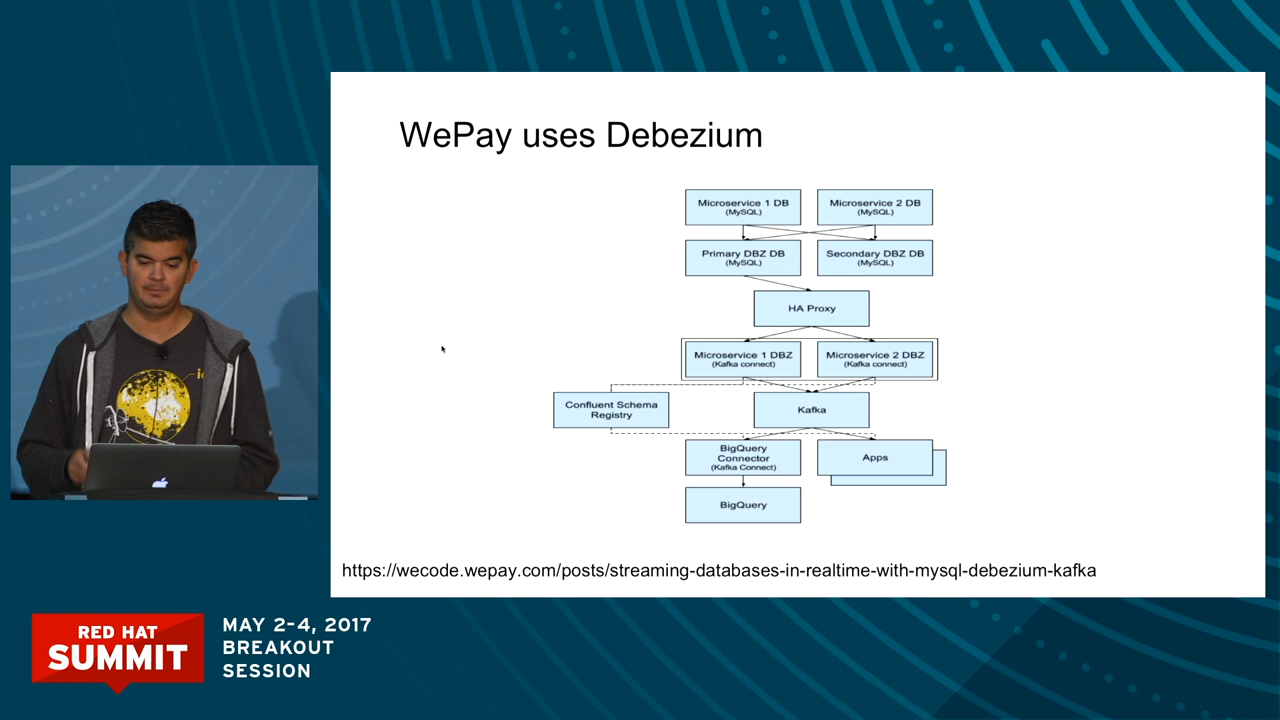 WePay uses Debezium
Microservice 1 DB
(MySQL)
Microservice 2 DB
(MySQL)
Primary DBZ DB
(MySQL)
Secondary DBZ DB
(MySQL)
HA Proxy
Microservice 1 DBZ
(Kafka connect)
Microservice 2 DBZ
(Kafka connect)
Confluent Schema
Registry
Kafka
BigQuery
Connector
(Kafka Connect)
Apps
BigQuery
https://wecode.wepay.com/posts/streaming-databases-in-realtime-with-mysql-debezium-kafka
RED HAT
SUMMIT
MAY 2-4, 2017
BREAKOUT
SESSION